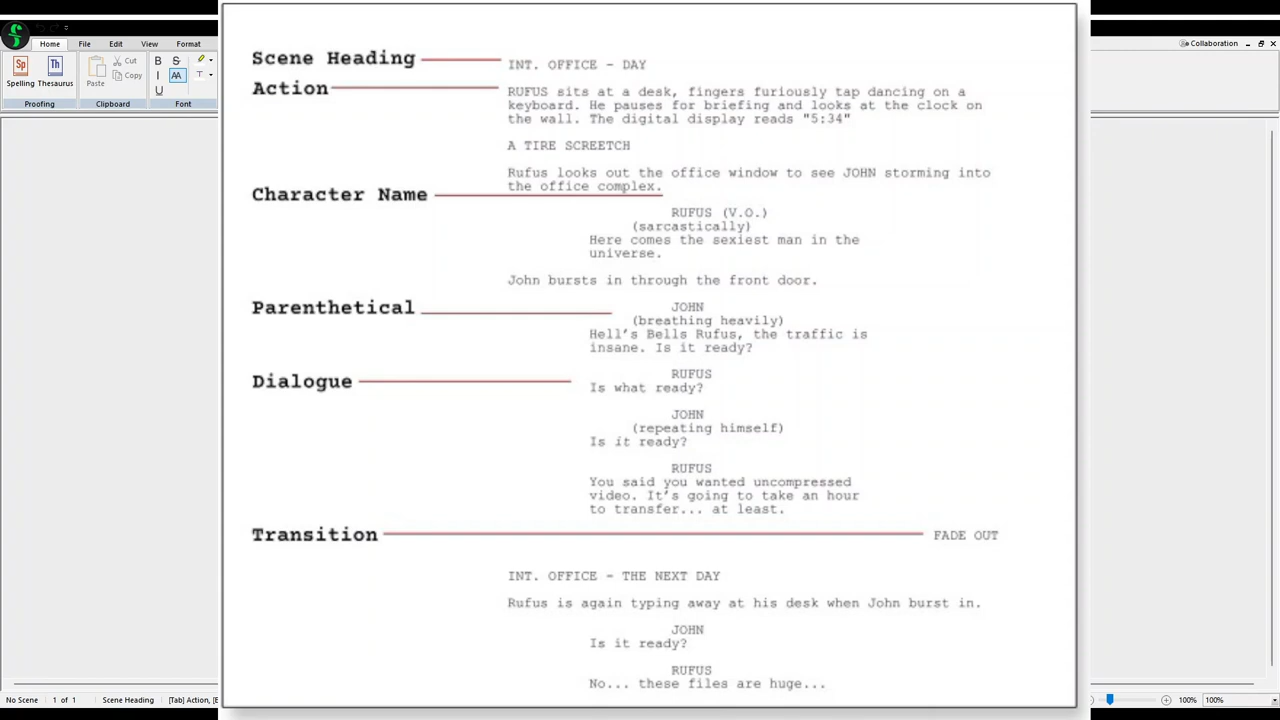 Home File Edit View Format
Collaboration
Sp Th
Spelling Thesaurus
Proofing
Paste
Cut
Copy
Clipboard
B S
I AA T
U
Font
Scene Heading
INT. OFFICE - DAY
Action
RUFUS sits at a desk, fingers furiously tap dancing on a
keyboard. He pauses for briefing and looks at the clock on
the wall. The digital display reads "5:34"
A TIRE SCREETCH
Rufus looks out the office window to see JOHN storming into
the office complex.
Character Name
RUFUS (V.O.)
(sarcastically)
Here comes the sexiest man in the
universe.
John bursts in through the front door.
Parenthetical
JOHN
(breathing heavily)
Hell's Bells Rufus, the traffic is
insane. Is it ready?
RUFUS
Dialogue
Is what ready?
JOHN
(repeating himself)
Is it ready?
RUFUS
You said you wanted uncompressed
video. It's going to take an hour
to transfer... at least.
Transition
FADE OUT
INT. OFFICE - THE NEXT DAY
Rufus is again typing away at his desk when John burst in.
JOHN
Is it ready?
RUFUS
No... these files are huge...
No Scene 1 of 1 Scene Heading [Tab] Action, [E
100% 100%